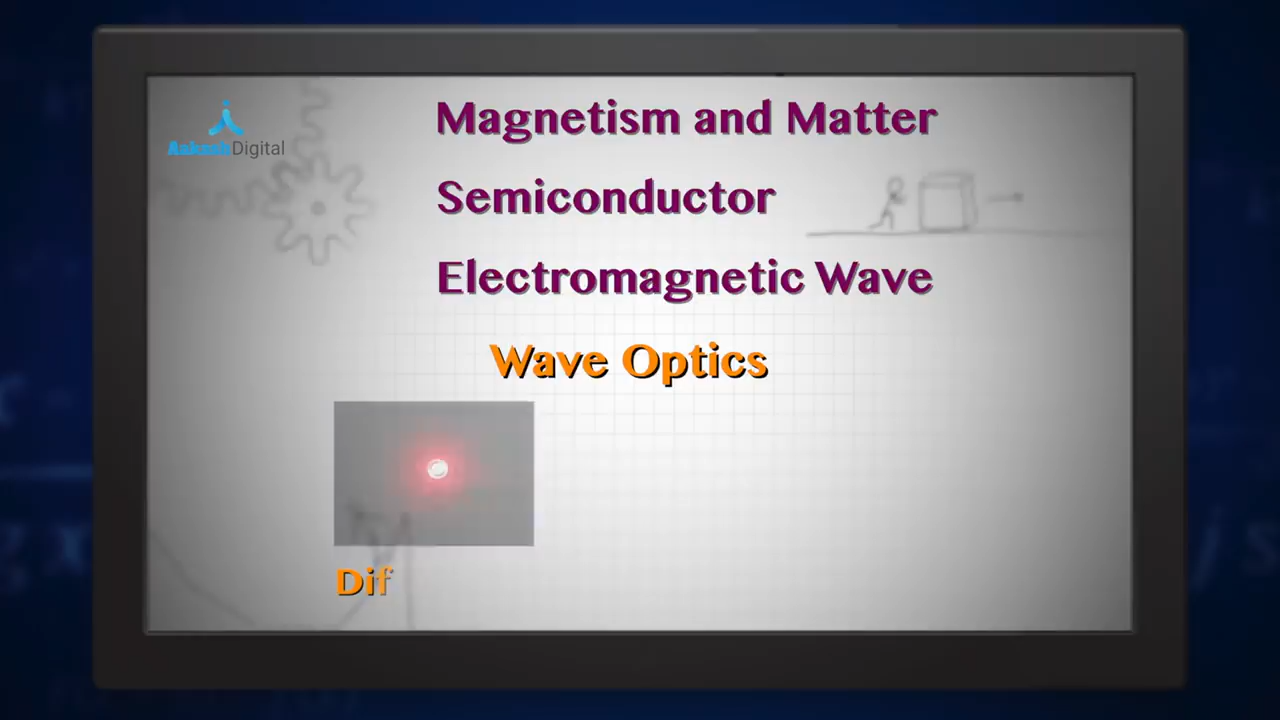 Magnetism and Matter
Aakash Digital
Semiconductor
Electromagnetic Wave
Wave Optics
Dif